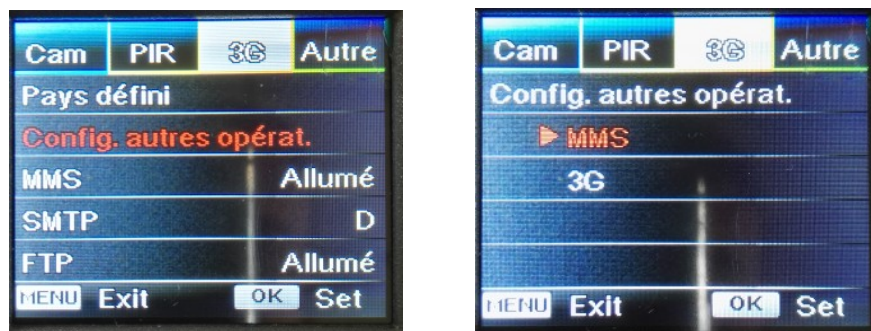 Cam PIR 3G Autre
Pays défini
Config. autres opérat.
MMS Allumé
SMTP D
FTP Allumé
MENU Exit OK Set
Cam PIR 3G Autre
Config. autres opérat.
MMS
3G
MENU Exit OK Set